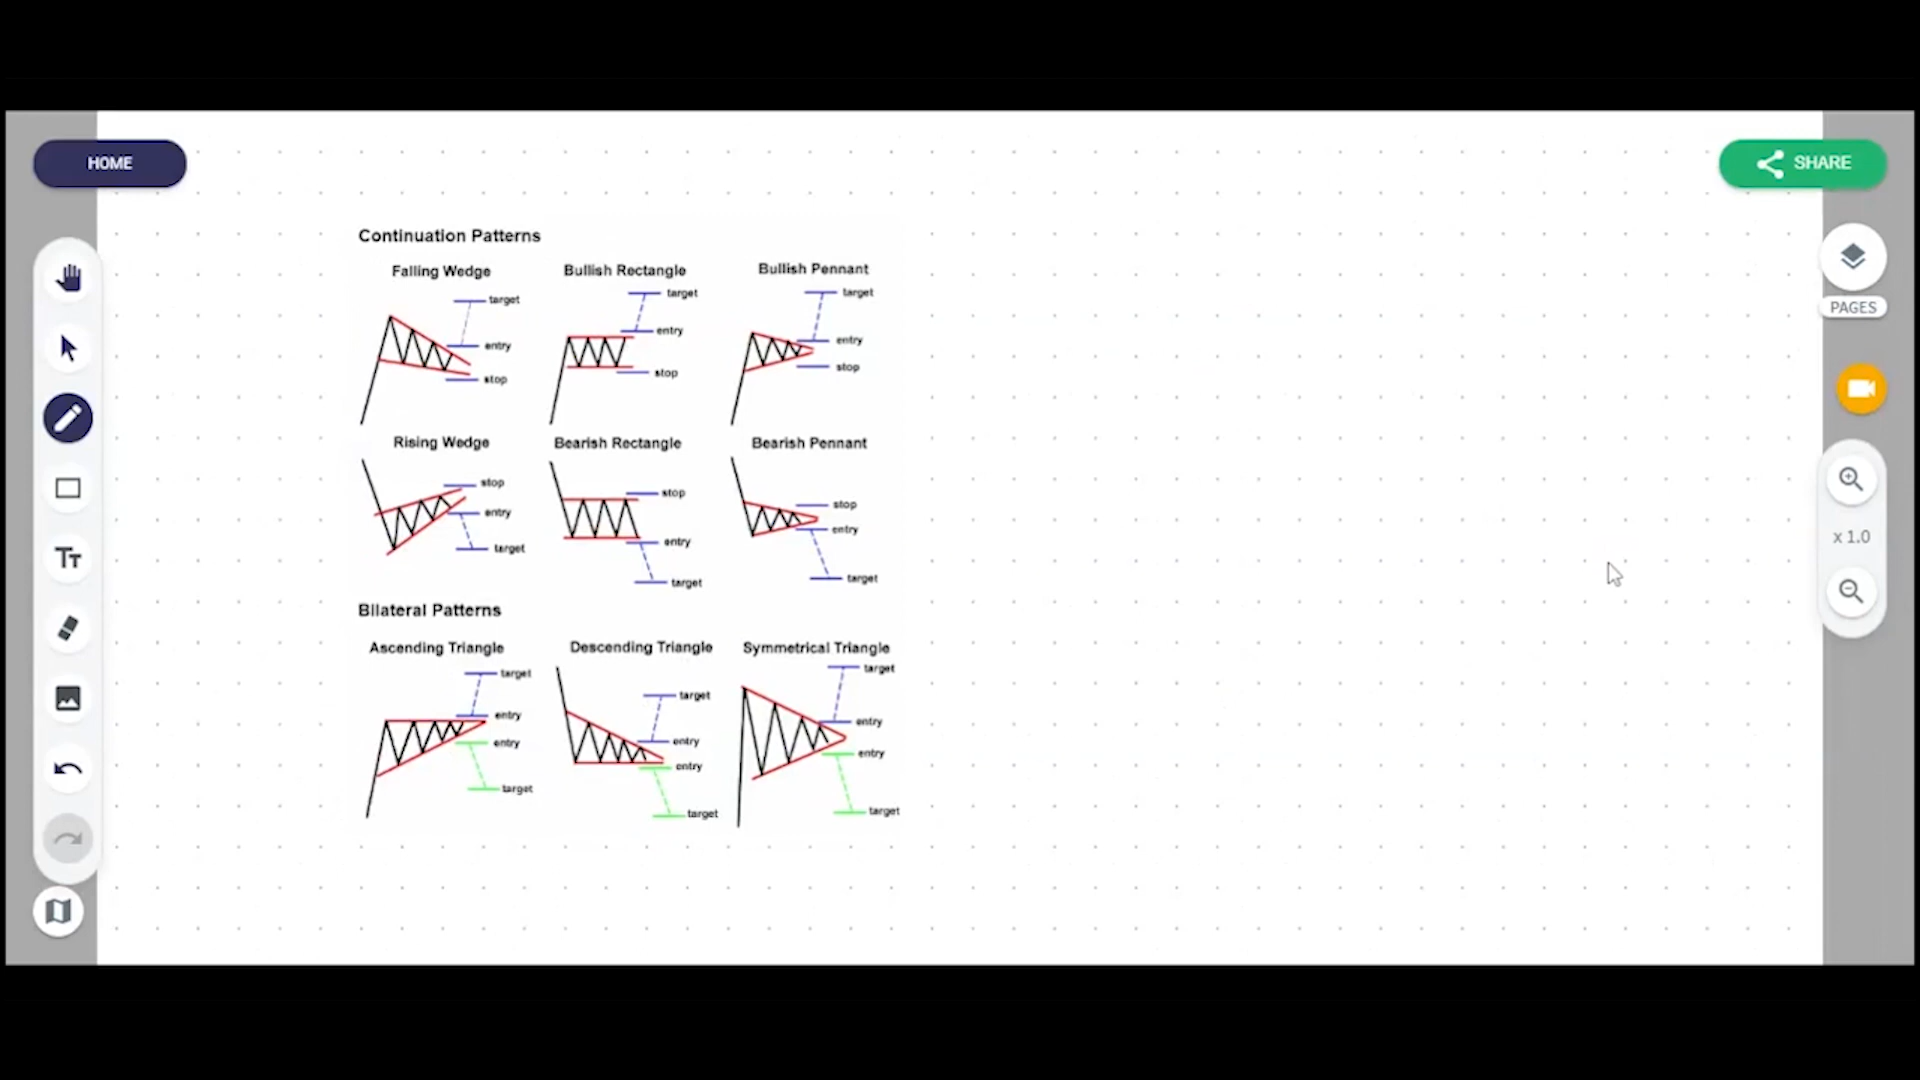 HOME
SHARE
PAGES
x 1.0
Continuation Patterns
Falling Wedge
target
entry
stop
Bullish Rectangle
target
entry
stop
Bullish Pennant
target
entry
stop
Rising Wedge
stop
entry
target
Bearish Rectangle
stop
entry
target
Bearish Pennant
stop
entry
target
Bilateral Patterns
Ascending Triangle
target
entry
entry
target
Descending Triangle
target
entry
entry
target
Symmetrical Triangle
target
entry
entry
target
Tt